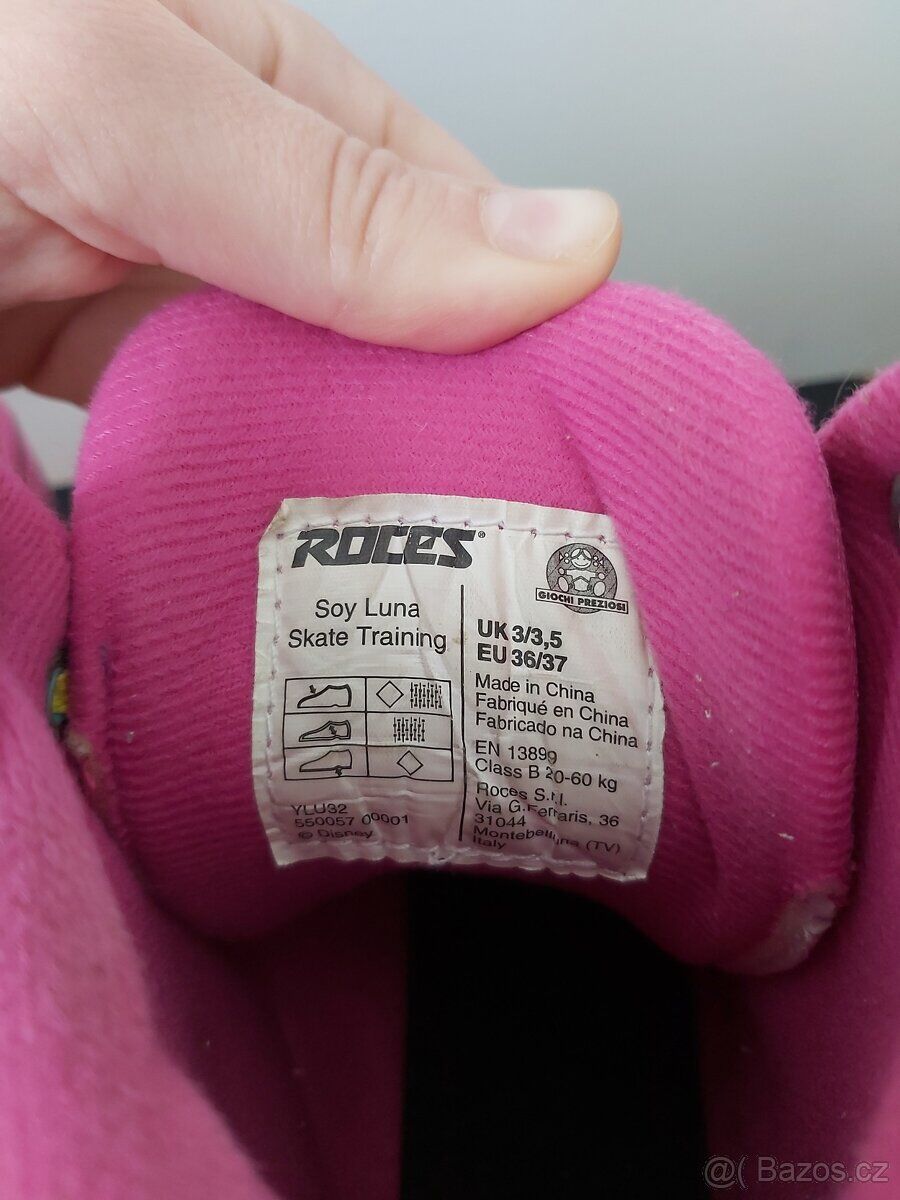 ROCES®
Soy Luna
Skate Training
YLU32
550057 00001
© Disney
GIOCHI PREZIOSI
UK 3/3,5
EU 36/37
Made in China
Fabriqué en China
Fabricado na China
EN 13899
Class B 20-60 kg
Roces S.r.l.
Via G.Ferraris, 36
31044
Montebelluna (TV)
Italy
@( Bazos.cz